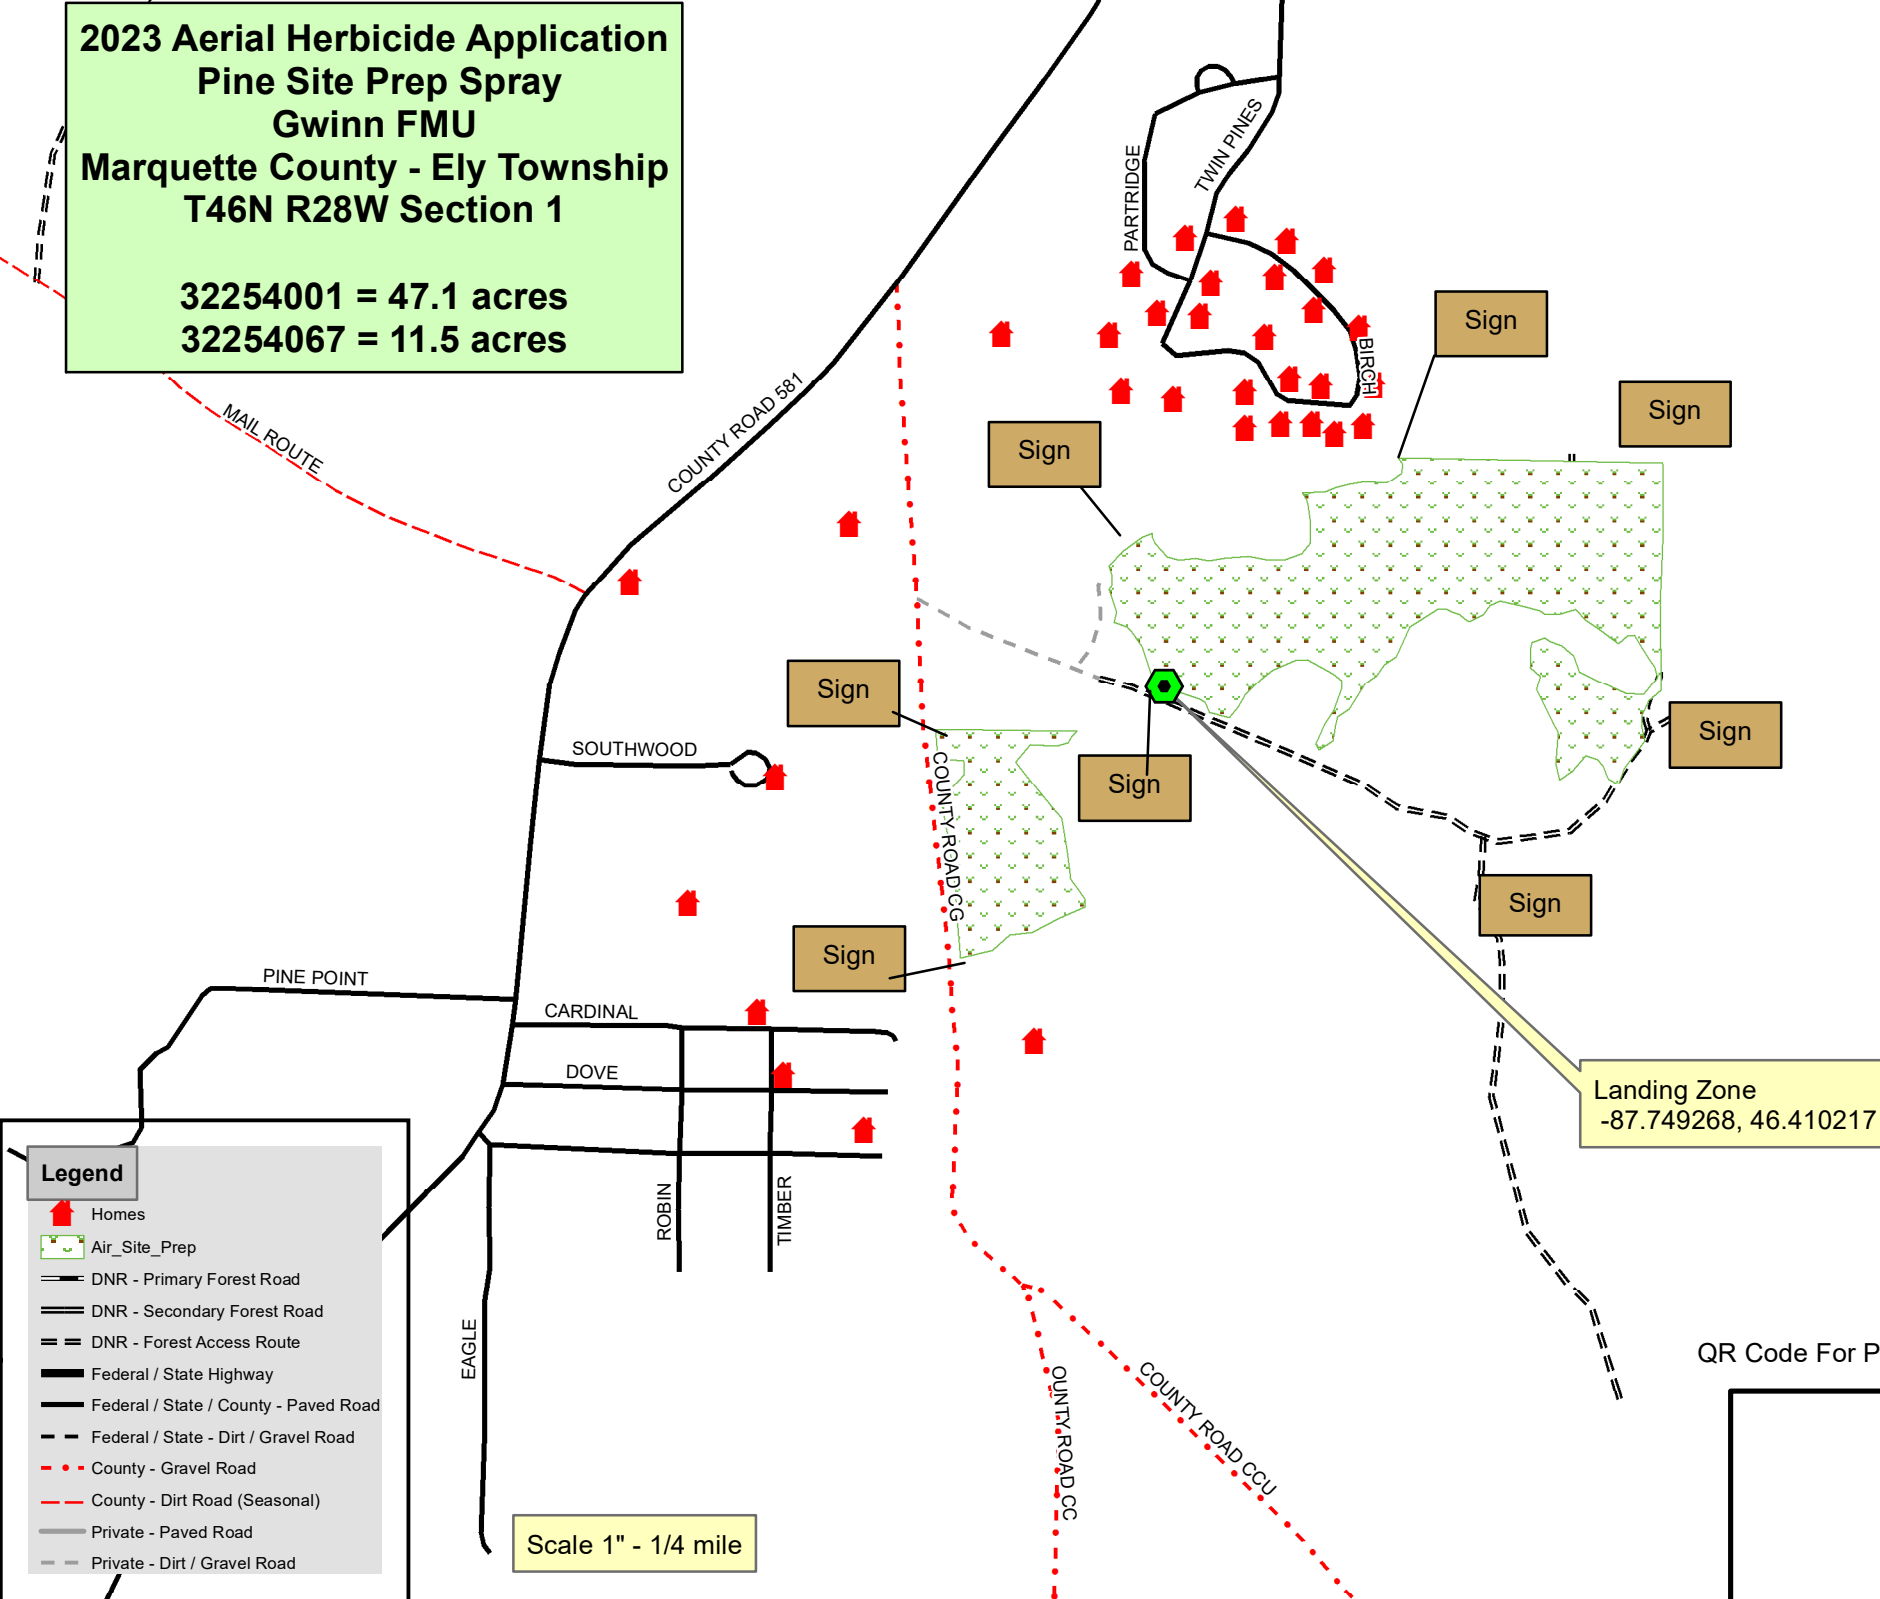 2023 Aerial Herbicide Application
Pine Site Prep Spray
Gwinn FMU
Marquette County - Ely Township
T46N R28W Section 1
32254001 = 47.1 acres
32254067 = 11.5 acres
PARTRIDGE
TWIN PINES
BIRCH
Sign
Sign
Sign
MAIL ROUTE
COUNTY ROAD 581
Sign
Sign
Sign
SOUTHWOOD
COUNTY ROAD CG
Sign
Sign
PINE POINT
CARDINAL
DOVE
Landing Zone
-87.749268, 46.410217
ROBIN
TIMBER
EAGLE
OUNTY ROAD CC
COUNTY ROAD CCU
QR Code For P
Legend
Homes
Air_Site_Prep
DNR - Primary Forest Road
DNR - Secondary Forest Road
DNR - Forest Access Route
Federal / State Highway
Federal / State / County - Paved Road
Federal / State - Dirt / Gravel Road
County - Gravel Road
County - Dirt Road (Seasonal)
Private - Paved Road
Private - Dirt / Gravel Road
Scale 1" - 1/4 mile